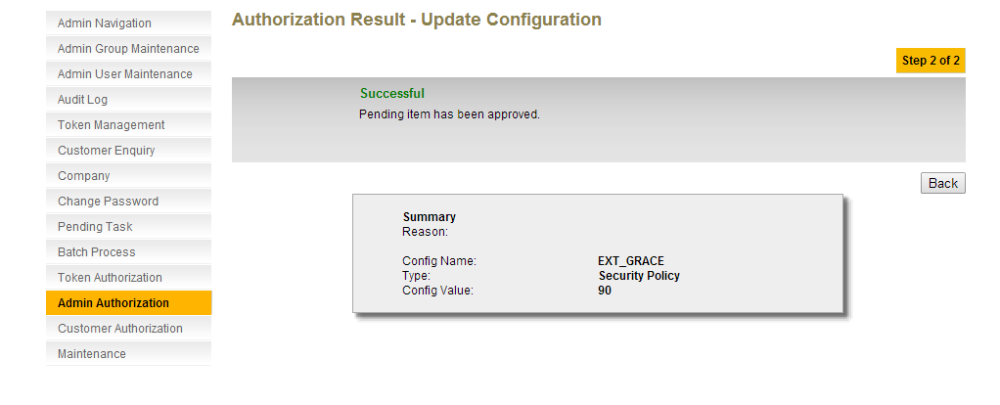 Admin Navigation
Admin Group Maintenance
Admin User Maintenance
Audit Log
Token Management
Customer Enquiry
Company
Change Password
Pending Task
Batch Process
Token Authorization
Admin Authorization
Customer Authorization
Maintenance
Authorization Result - Update Configuration
Step 2 of 2
Successful
Pending item has been approved.
Back
Summary
Reason:
Config Name: EXT_GRACE
Type: Security Policy
Config Value: 90